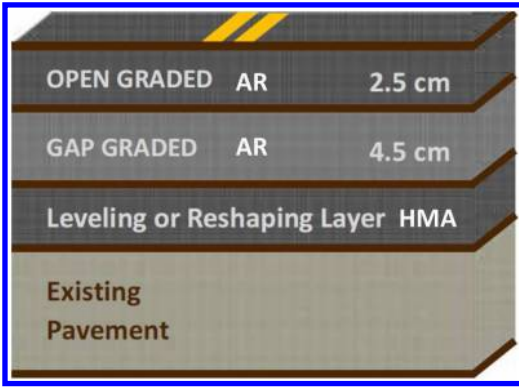 OPEN GRADED AR 2.5 cm
GAP GRADED AR 4.5 cm
Leveling or Reshaping Layer HMA
Existing
Pavement